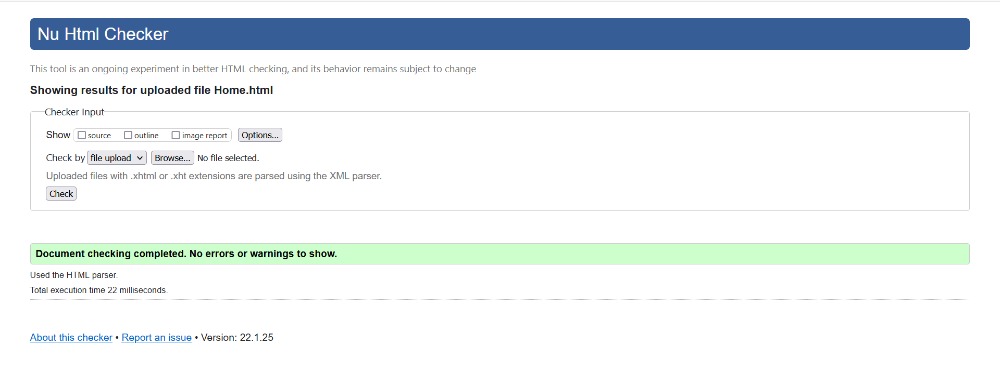 Nu Html Checker
This tool is an ongoing experiment in better HTML checking, and its behavior remains subject to change
Showing results for uploaded file Home.html
Checker Input
Show source outline image report Options...
Check by file upload Browse... No file selected.
Uploaded files with .xhtml or .xht extensions are parsed using the XML parser.
Check
Document checking completed. No errors or warnings to show.
Used the HTML parser.
Total execution time 22 milliseconds.
About this checker • Report an issue • Version: 22.1.25